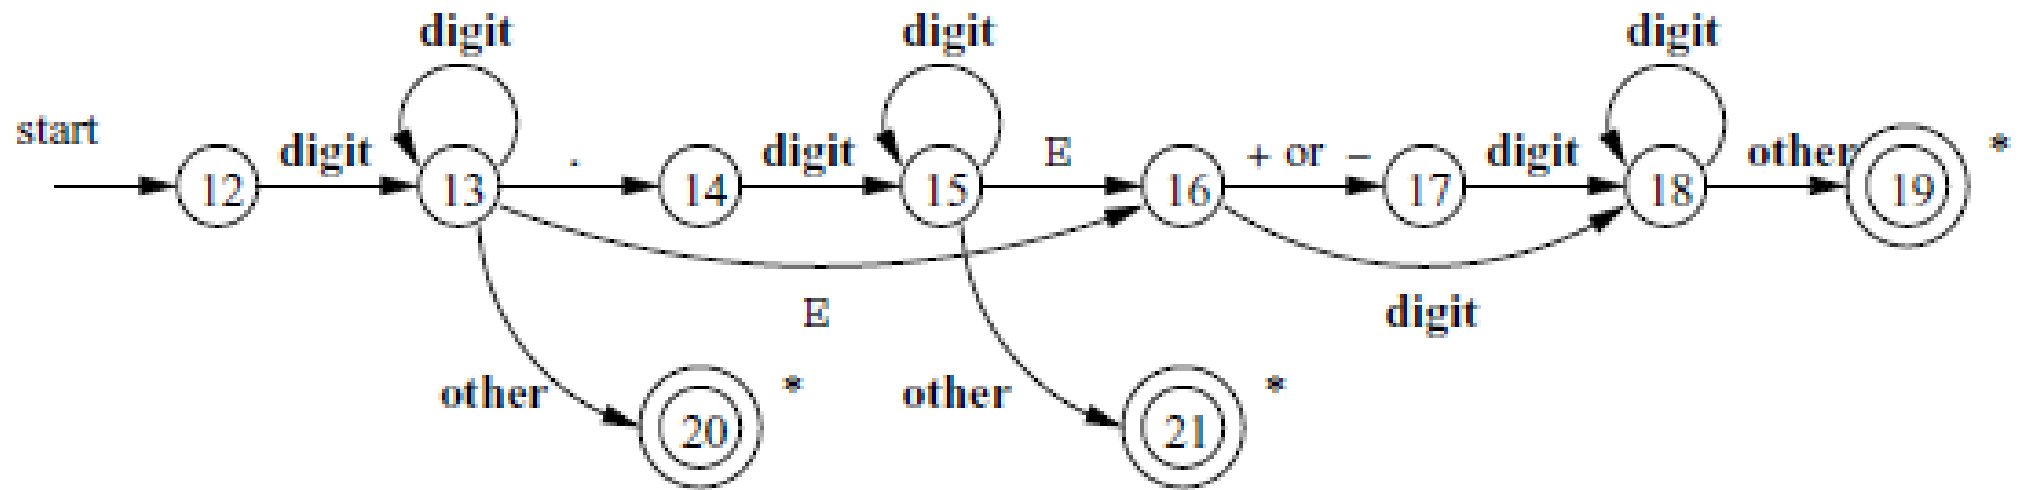 digit digit digit
start digit . digit E + or – digit other *
12 13 14 15 16 17 18 19
E digit
other * other *
20 21